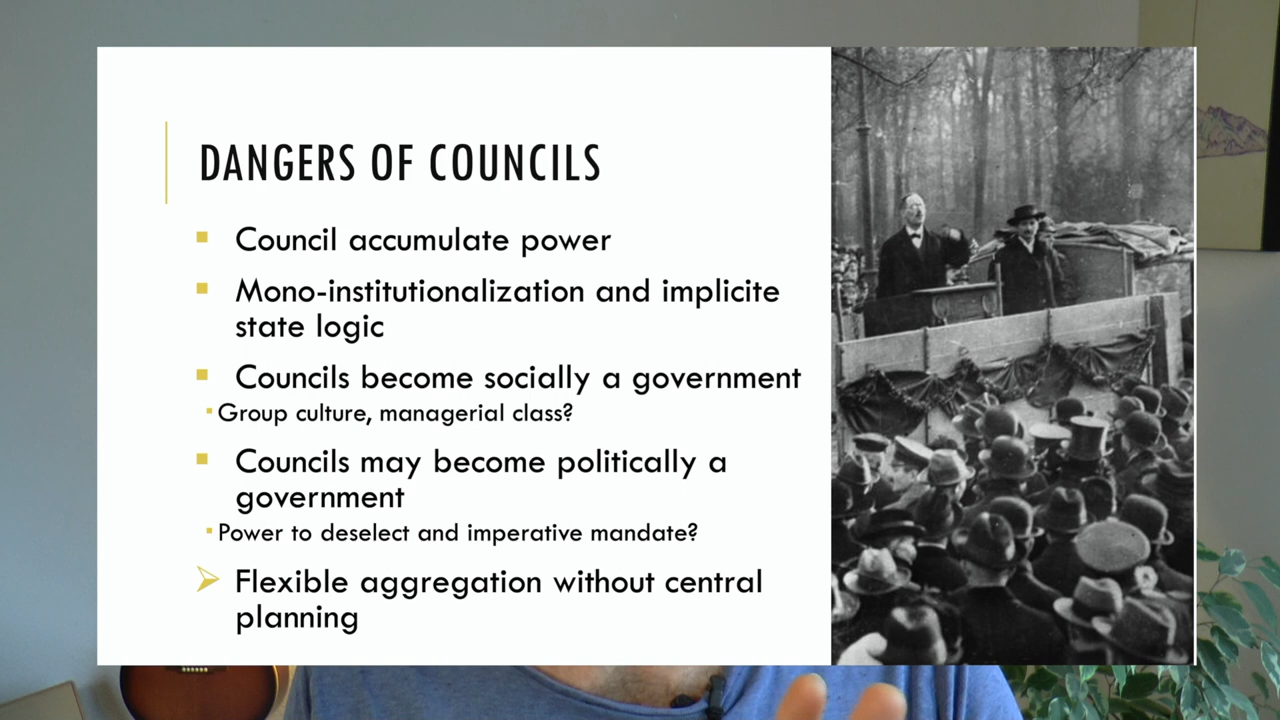 DANGERS OF COUNCILS
Council accumulate power
Mono-institutionalization and implicite
state logic
Councils become socially a government
Group culture, managerial class?
Councils may become politically a
government
Power to deselect and imperative mandate?
Flexible aggregation without central
planning